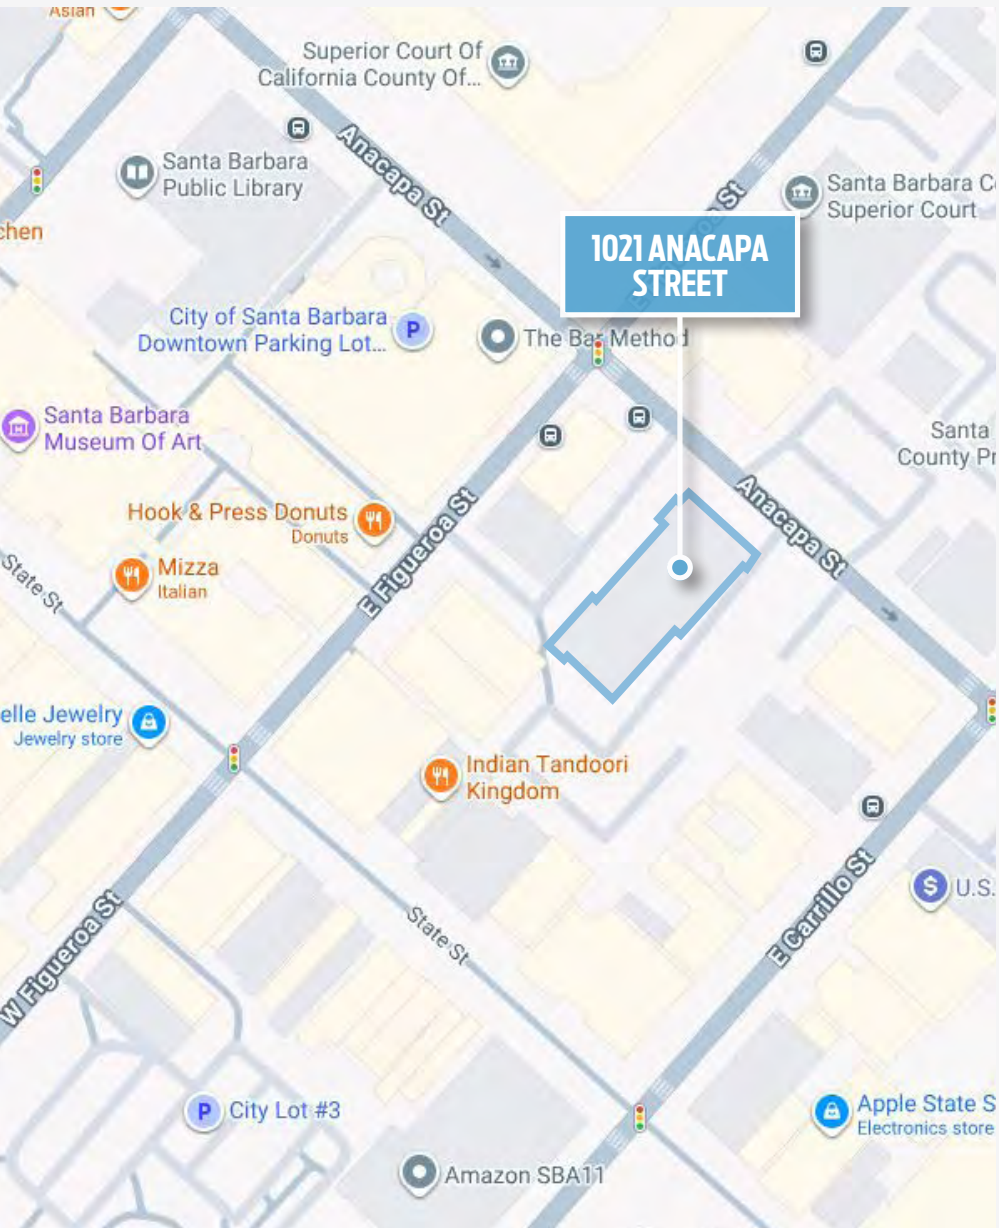 Asian
Superior Court Of
California County Of...
Anacapa St
Santa Barbara
Public Library
Santa Barbara C
Superior Court
chen
1021 ANACAPA
STREET
City of Santa Barbara
Downtown Parking Lot...
P
The Bar Method
Santa Barbara
Museum Of Art
Santa
County Pr
Hook & Press Donuts
Donuts
Anacapa St
E Figueroa St
Mizza
Italian
State St
elle Jewelry
Jewelry store
Indian Tandoori
Kingdom
E Carrillo St
$
U.S.
State St
W Figueroa St
P
City Lot #3
Apple State S
Electronics store
Amazon SBA11